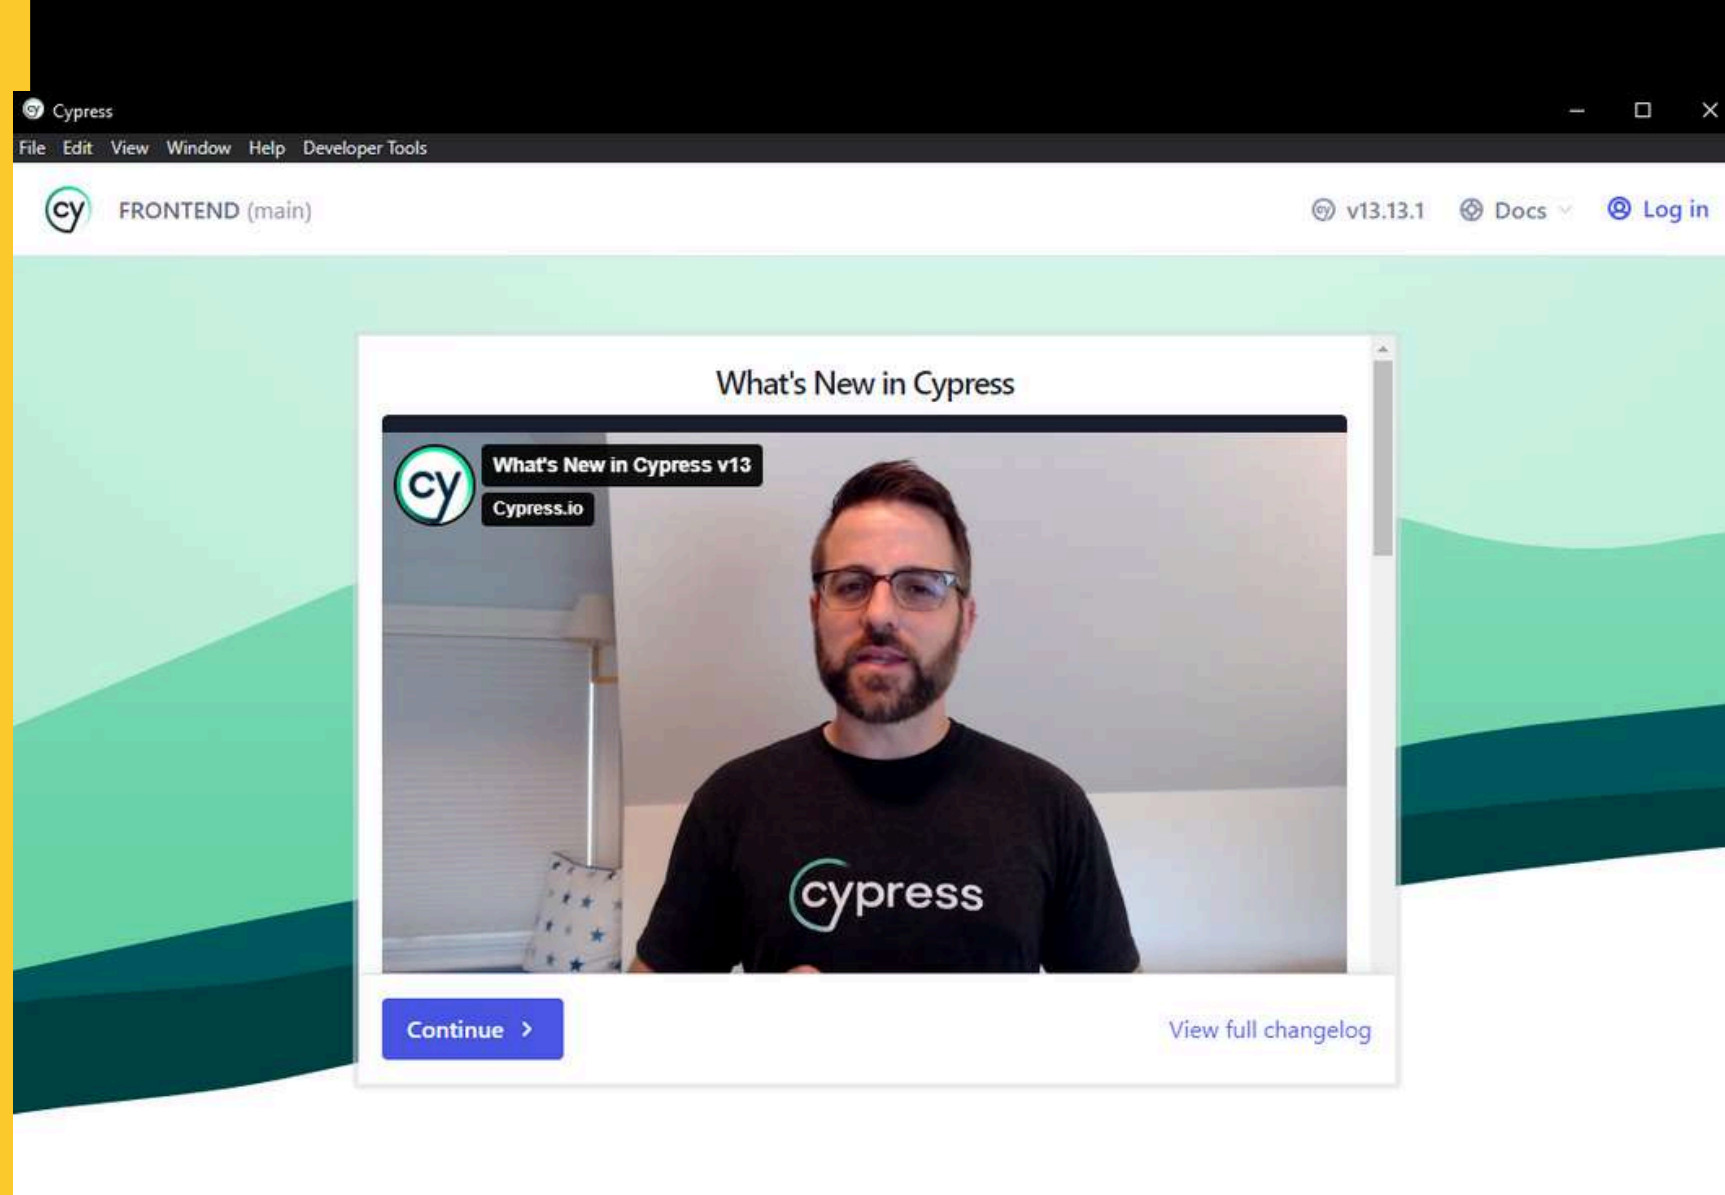 Cypress
File Edit View Window Help Developer Tools
cy FRONTEND (main) v13.13.1 Docs Log in
What's New in Cypress
cy What's New in Cypress v13
Cypress.io
cypress
Continue
View full changelog